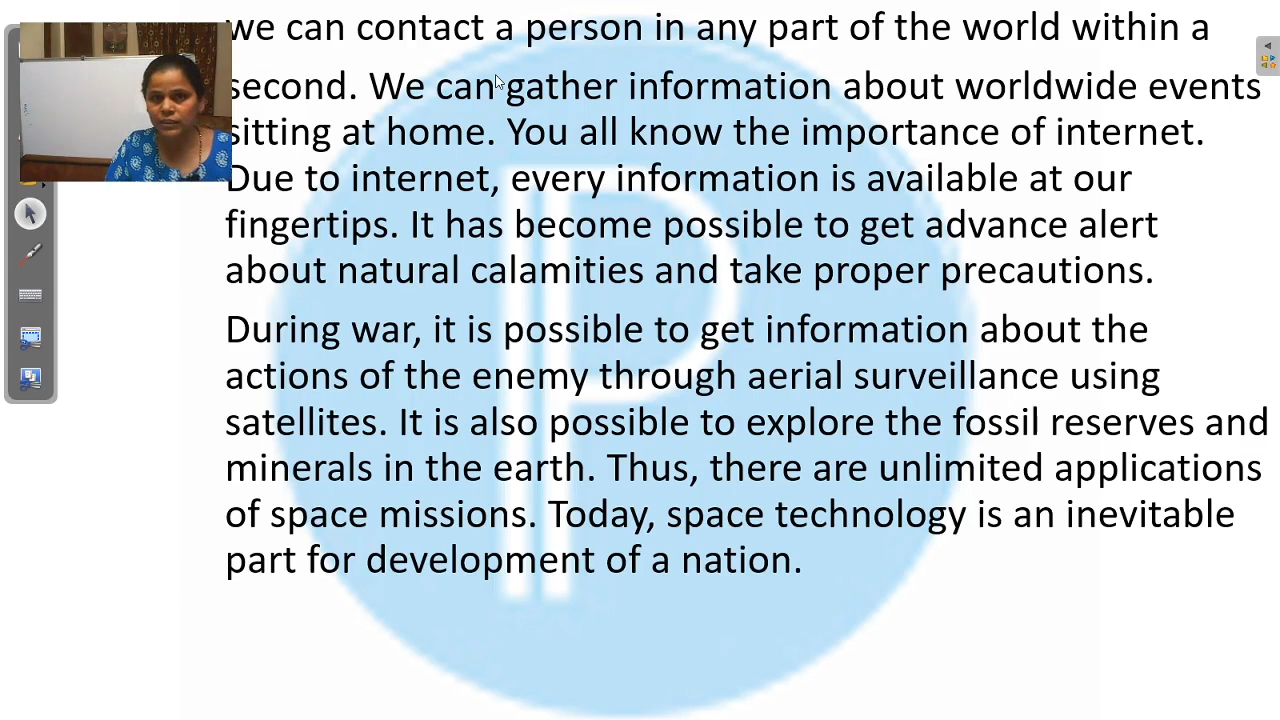 we can contact a person in any part of the world within a
second. We can gather information about worldwide events
sitting at home. You all know the importance of internet.
Due to internet, every information is available at our
fingertips. It has become possible to get advance alert
about natural calamities and take proper precautions.
During war, it is possible to get information about the
actions of the enemy through aerial surveillance using
satellites. It is also possible to explore the fossil reserves and
minerals in the earth. Thus, there are unlimited applications
of space missions. Today, space technology is an inevitable
part for development of a nation.